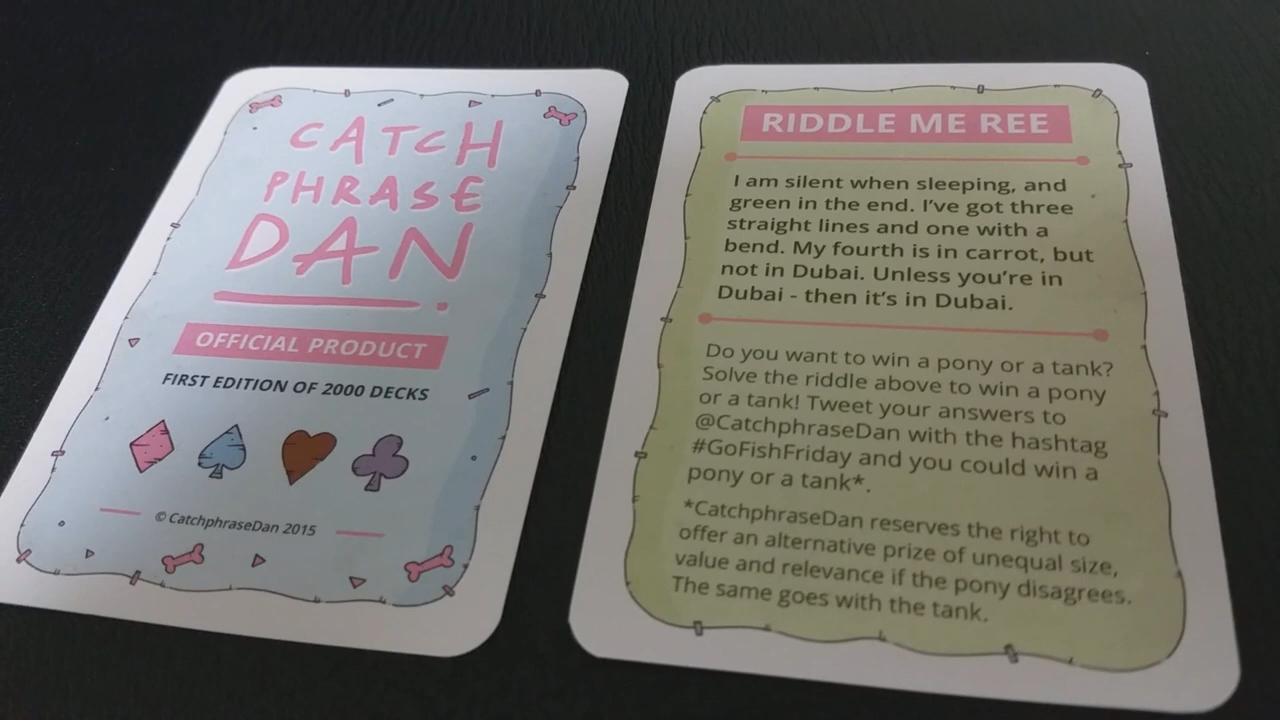 CATCH
PHRASE
DAN
OFFICIAL PRODUCT
FIRST EDITION OF 2000 DECKS
© CatchphraseDan 2015
RIDDLE ME REE
I am silent when sleeping, and
green in the end. I've got three
straight lines and one with a
bend. My fourth is in carrot, but
not in Dubai. Unless you're in
Dubai - then it's in Dubai.
Do you want to win a pony or a tank?
Solve the riddle above to win a pony
or a tank! Tweet your answers to
@CatchphraseDan with the hashtag
#GoFishFriday and you could win a
pony or a tank*.
*CatchphraseDan reserves the right to
offer an alternative prize of unequal size,
value and relevance if the pony disagrees.
The same goes with the tank.